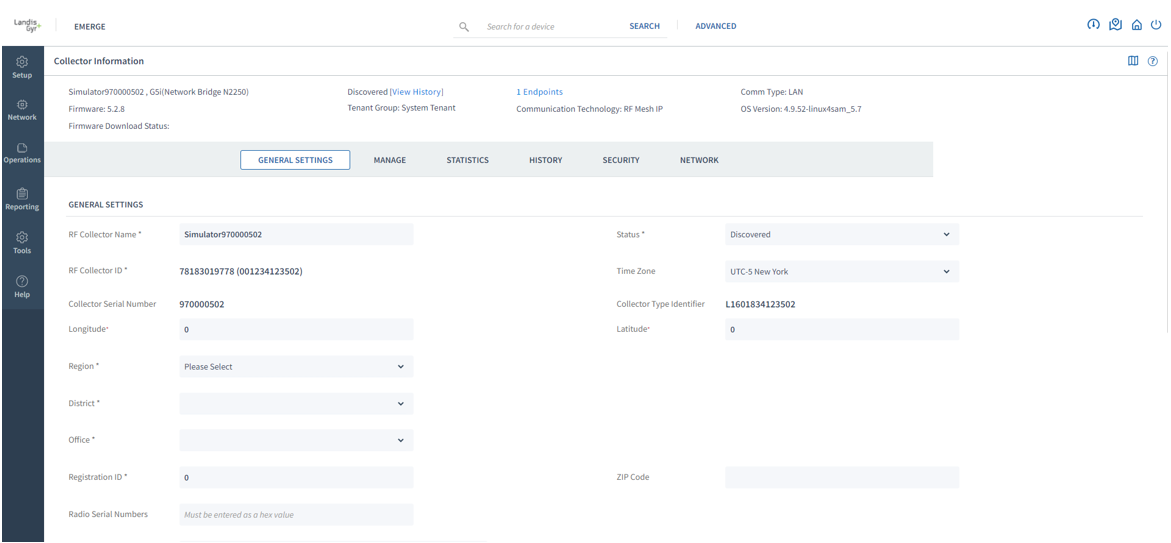 Landis
Gyr+
EMERGE
Search for a device
SEARCH
ADVANCED
Setup
Network
Operations
Reporting
Tools
Help
Collector Information
Simulator970000502 , G5i(Network Bridge N2250)
Discovered [View History]
1 Endpoints
Comm Type: LAN
Firmware: 5.2.8
Tenant Group: System Tenant
Communication Technology: RF Mesh IP
OS Version: 4.9.52-linux4sam_5.7
Firmware Download Status:
GENERAL SETTINGS
MANAGE
STATISTICS
HISTORY
SECURITY
NETWORK
GENERAL SETTINGS
RF Collector Name * Simulator970000502
Status * Discovered
RF Collector ID * 78183019778 (001234123502)
Time Zone UTC-5 New York
Collector Serial Number 970000502
Collector Type Identifier L1601834123502
Longitude* 0
Latitude* 0
Region * Please Select
District *
Office *
Registration ID * 0
ZIP Code
Radio Serial Numbers Must be entered as a hex value